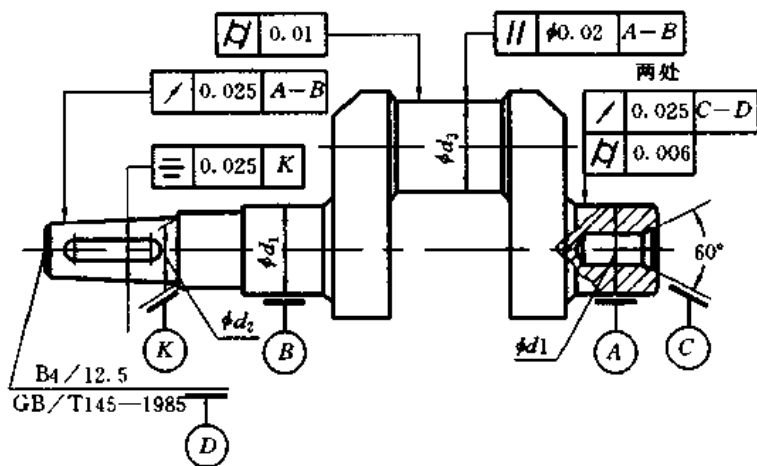 ⌭ 0.01
∥ ϕ0.02 A-B
两处
↗ 0.025 A-B
↗ 0.025 C-D
⌭ 0.006
⌯ 0.025 K
ϕd₃
ϕd₁
60°
ϕd₂
ϕd1
K
B
A
C
B4/12.5
GB/T145—1985
D